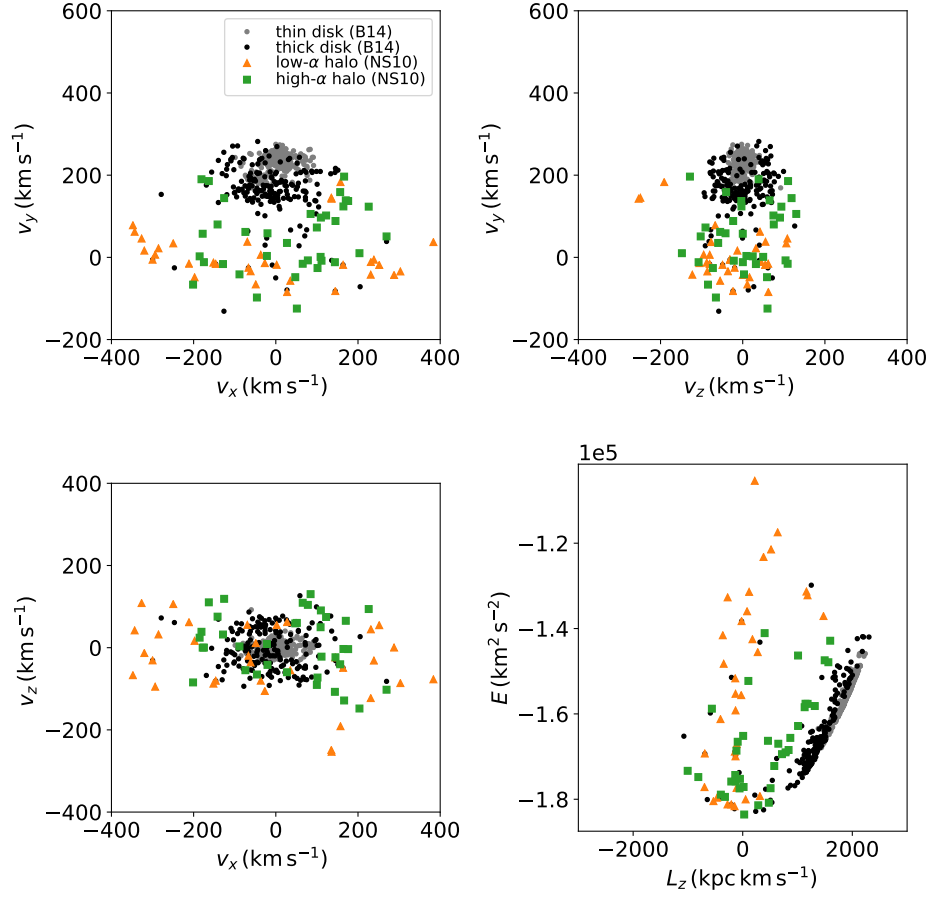 600
400
200
0
−200
v_y (km s⁻¹)
thin disk (B14)
thick disk (B14)
low-α halo (NS10)
high-α halo (NS10)
−400 −200 0 200 400
v_x (km s⁻¹)
600
400
200
0
−200
v_y (km s⁻¹)
−400 −200 0 200 400
v_z (km s⁻¹)
400
200
0
−200
−400
v_z (km s⁻¹)
−400 −200 0 200 400
v_x (km s⁻¹)
1e5
−1.2
−1.4
−1.6
−1.8
E (km² s⁻²)
−2000 0 2000
L_z (kpc km s⁻¹)